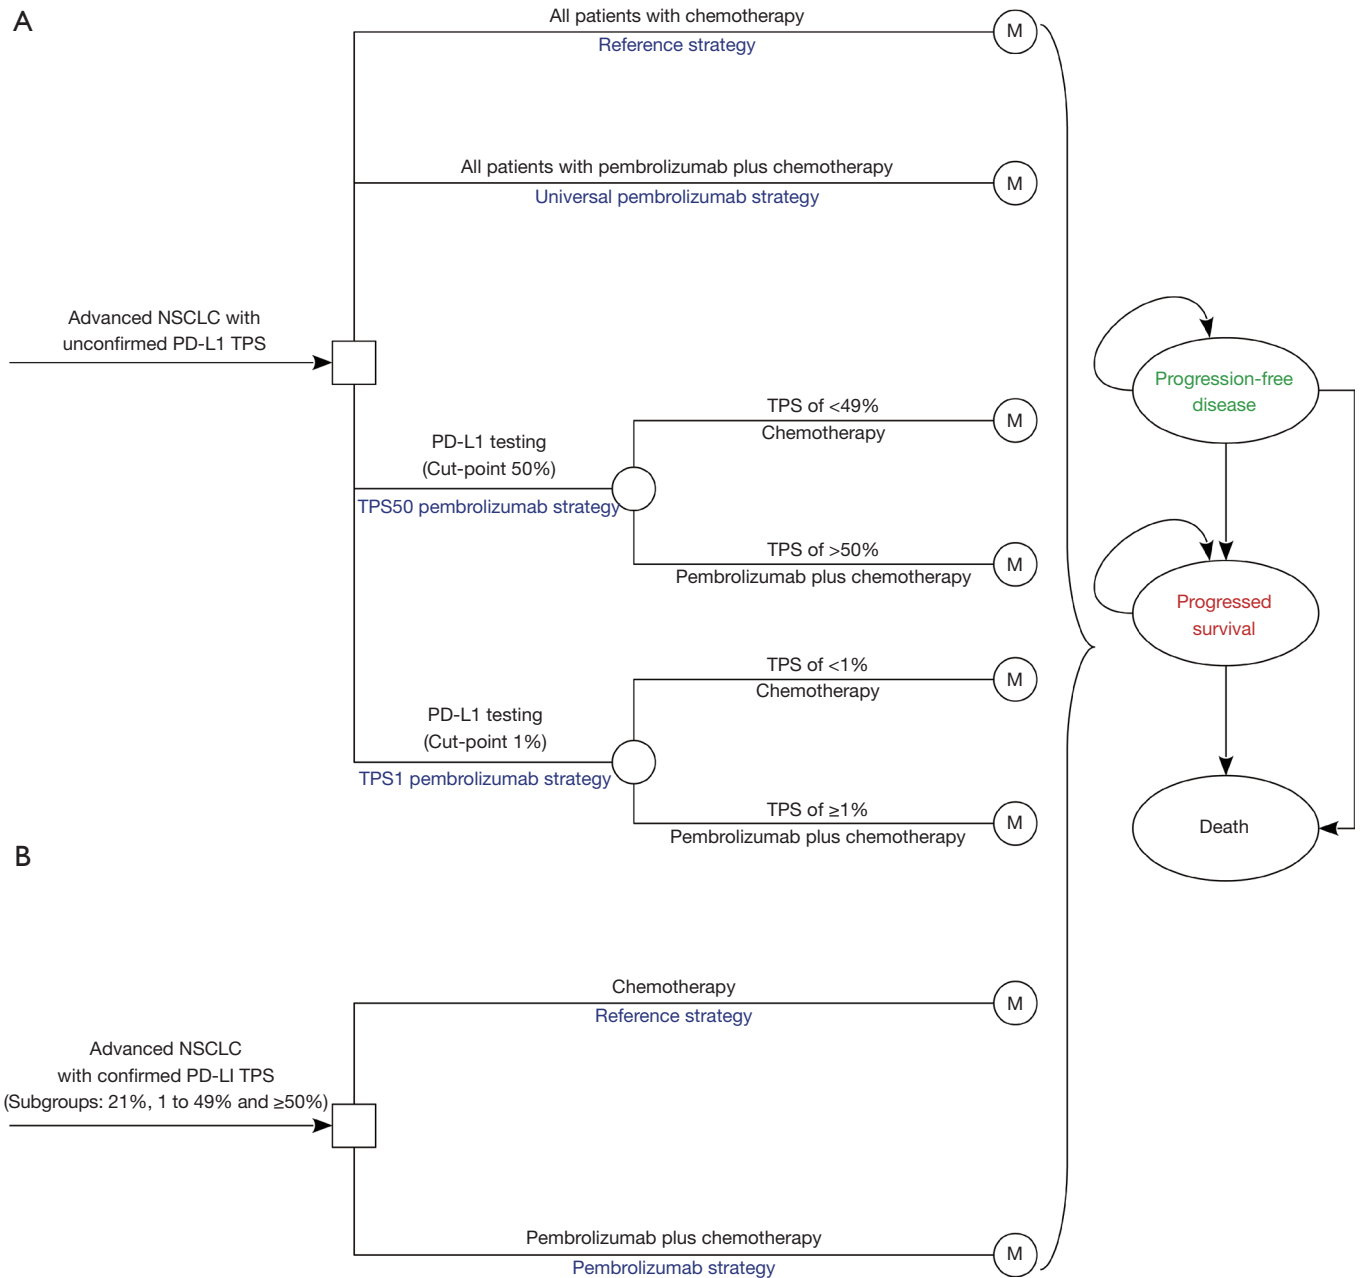 A
All patients with chemotherapy
Reference strategy
M
All patients with pembrolizumab plus chemotherapy
Universal pembrolizumab strategy
M
Advanced NSCLC with
unconfirmed PD-L1 TPS
PD-L1 testing
(Cut-point 50%)
TPS50 pembrolizumab strategy
TPS of <49%
Chemotherapy
M
TPS of >50%
Pembrolizumab plus chemotherapy
M
PD-L1 testing
(Cut-point 1%)
TPS1 pembrolizumab strategy
TPS of <1%
Chemotherapy
M
TPS of ≥1%
Pembrolizumab plus chemotherapy
M
Progression-free
disease
Progressed
survival
Death
B
Advanced NSCLC
with confirmed PD-LI TPS
(Subgroups: 21%, 1 to 49% and ≥50%)
Chemotherapy
Reference strategy
M
Pembrolizumab plus chemotherapy
Pembrolizumab strategy
M